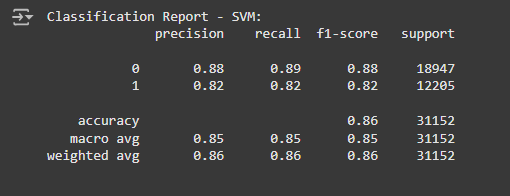 Classification Report - SVM:
precision recall f1-score support
0 0.88 0.89 0.88 18947
1 0.82 0.82 0.82 12205
accuracy 0.86 31152
macro avg 0.85 0.85 0.85 31152
weighted avg 0.86 0.86 0.86 31152